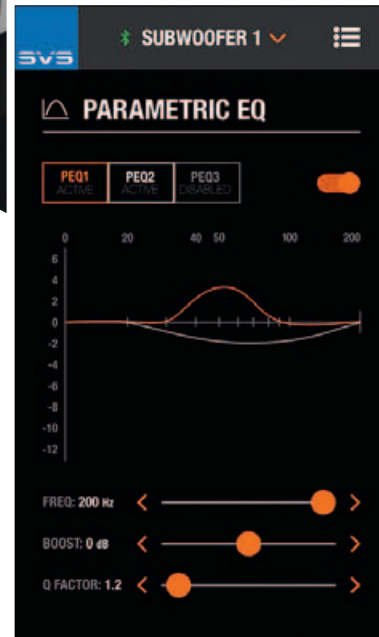 SVS
SUBWOOFER 1
PARAMETRIC EQ
PEQ1 PEQ2 PEQ3
ACTIVE ACTIVE DISABLED
0 20 40 50 100 200
6
4
2
0
-2
-4
-6
-8
-10
-12
FREQ: 200 Hz
BOOST: 0 dB
Q FACTOR: 1.2